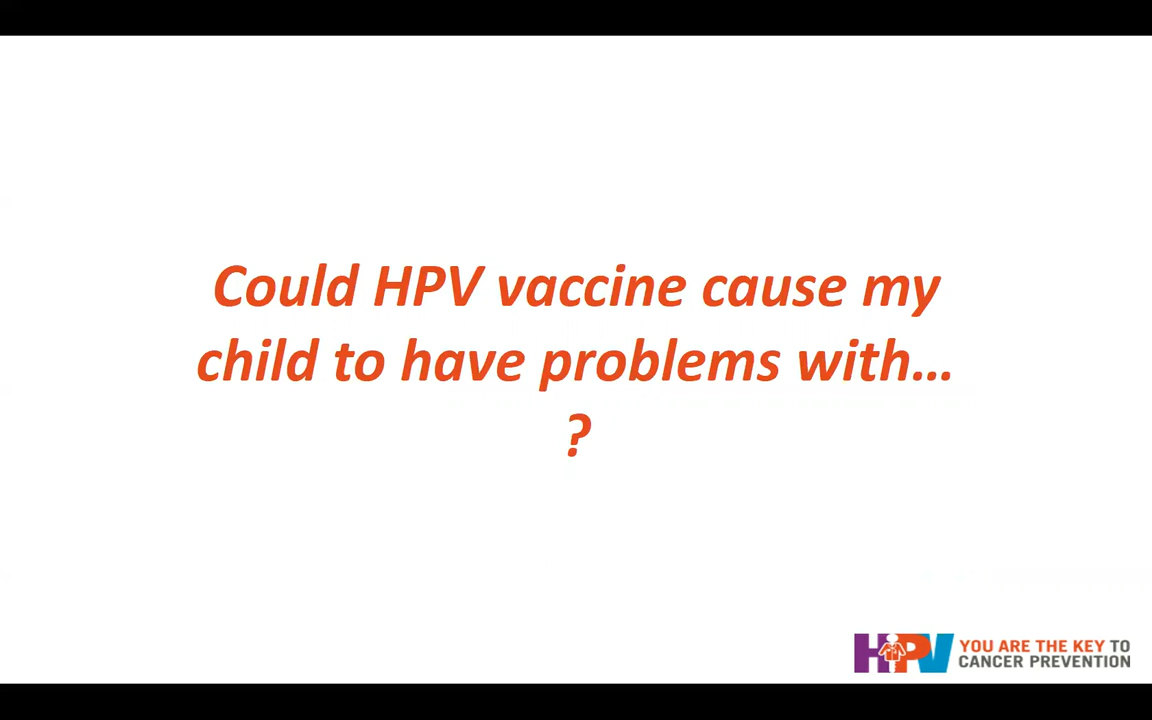 Could HPV vaccine cause my
child to have problems with…
?
HPV
YOU ARE THE KEY TO
CANCER PREVENTION